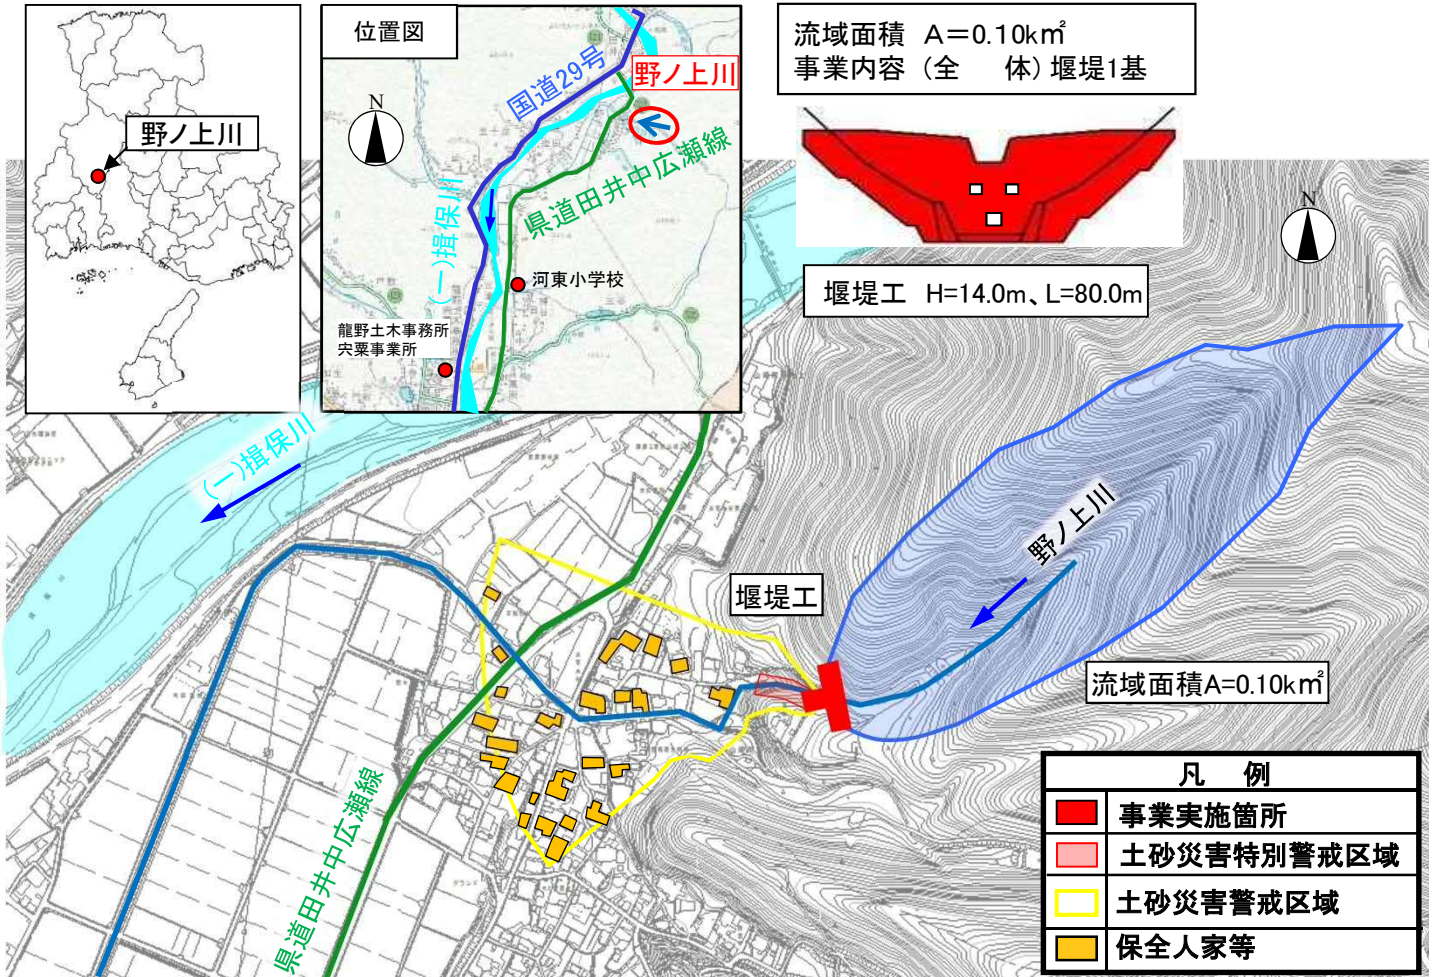 野ノ上川
位置図
N
国道29号
野ノ上川
県道田井中広瀬線
(一)揖保川
河東小学校
龍野土木事務所
宍粟事業所
流域面積 A=0.10km²
事業内容 (全 体) 堰堤1基
堰堤工 H=14.0m、L=80.0m
N
(一)揖保川
野ノ上川
堰堤工
流域面積A=0.10km²
県道田井中広瀬線
グランド
凡 例
事業実施箇所
土砂災害特別警戒区域
土砂災害警戒区域
保全人家等